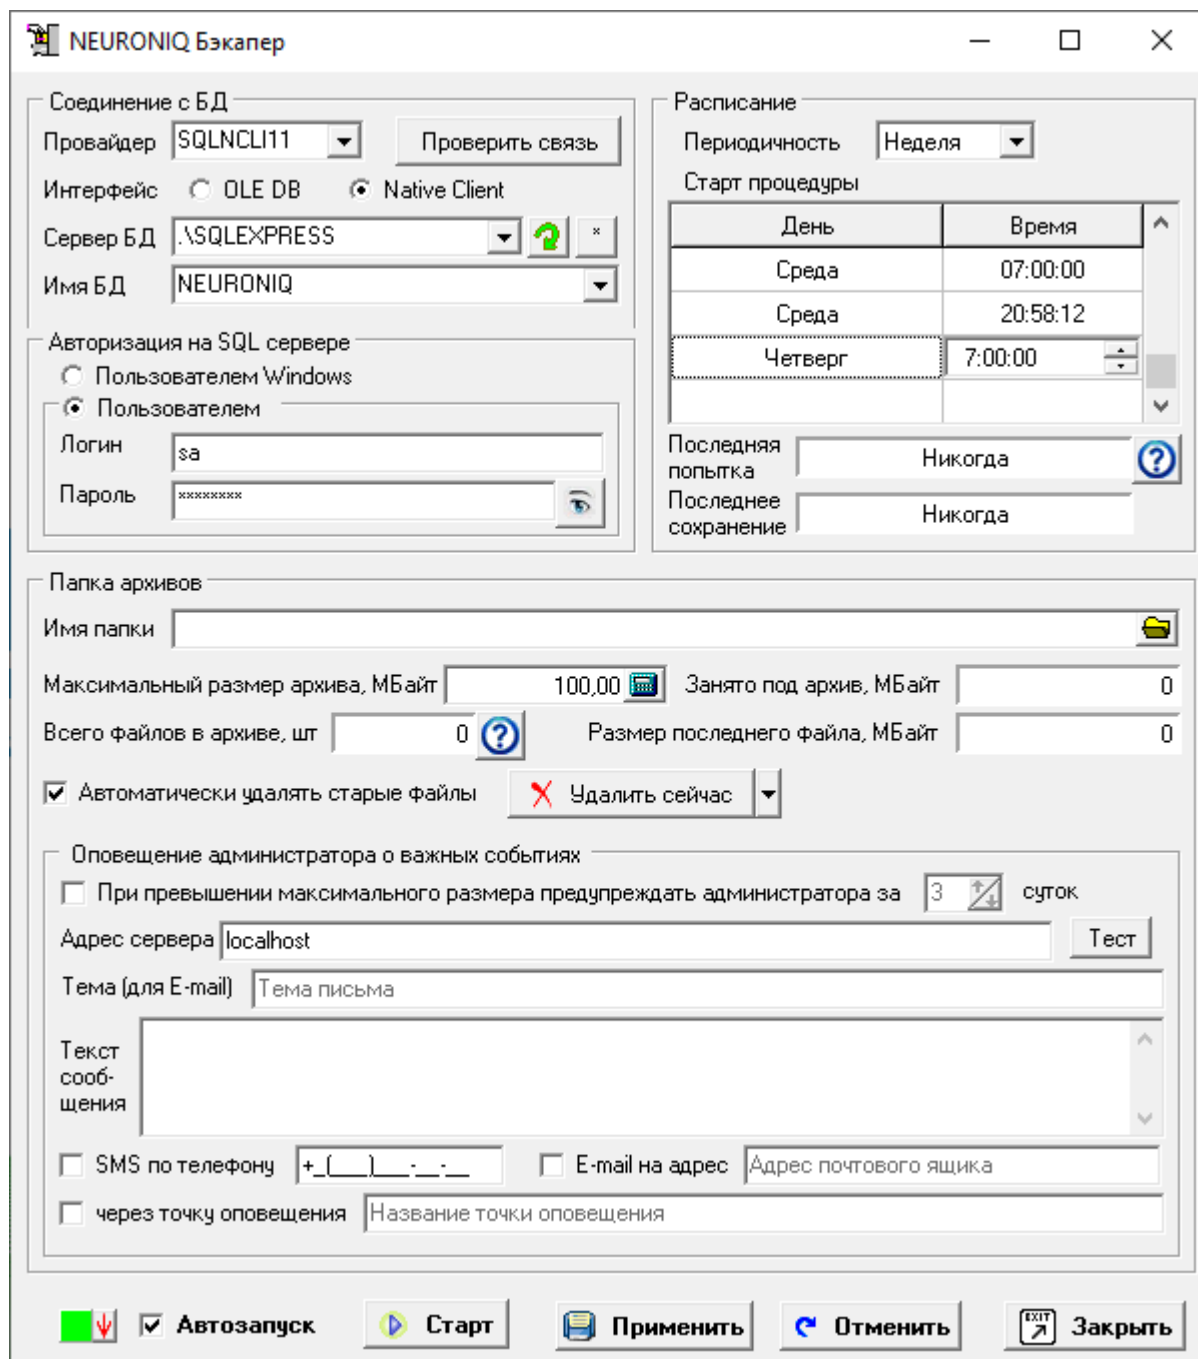 NEURONIQ Бэкапер
Соединение с БД
Провайдер SQLNCLI11 Проверить связь
Интерфейс OLE DB Native Client
Сервер БД .\SQLEXPRESS *
Имя БД NEURONIQ
Авторизация на SQL сервере
Пользователем Windows
Пользователем
Логин sa
Пароль ××××××××
Расписание
Периодичность Неделя
Старт процедуры
День Время
Среда 07:00:00
Среда 20:58:12
Четверг 7:00:00
Последняя
попытка Никогда
Последнее
сохранение Никогда
Папка архивов
Имя папки
Максимальный размер архива, МБайт 100,00 Занято под архив, МБайт 0
Всего файлов в архиве, шт 0 Размер последнего файла, МБайт 0
Автоматически удалять старые файлы Удалить сейчас
Оповещение администратора о важных событиях
При превышении максимального размера предупреждать администратора за 3 суток
Адрес сервера localhost Тест
Тема (для E-mail) Тема письма
Текст
сооб-
щения
SMS по телефону +_(___)___-__-__ E-mail на адрес Адрес почтового ящика
через точку оповещения Название точки оповещения
Автозапуск Старт Применить Отменить EXIT Закрыть